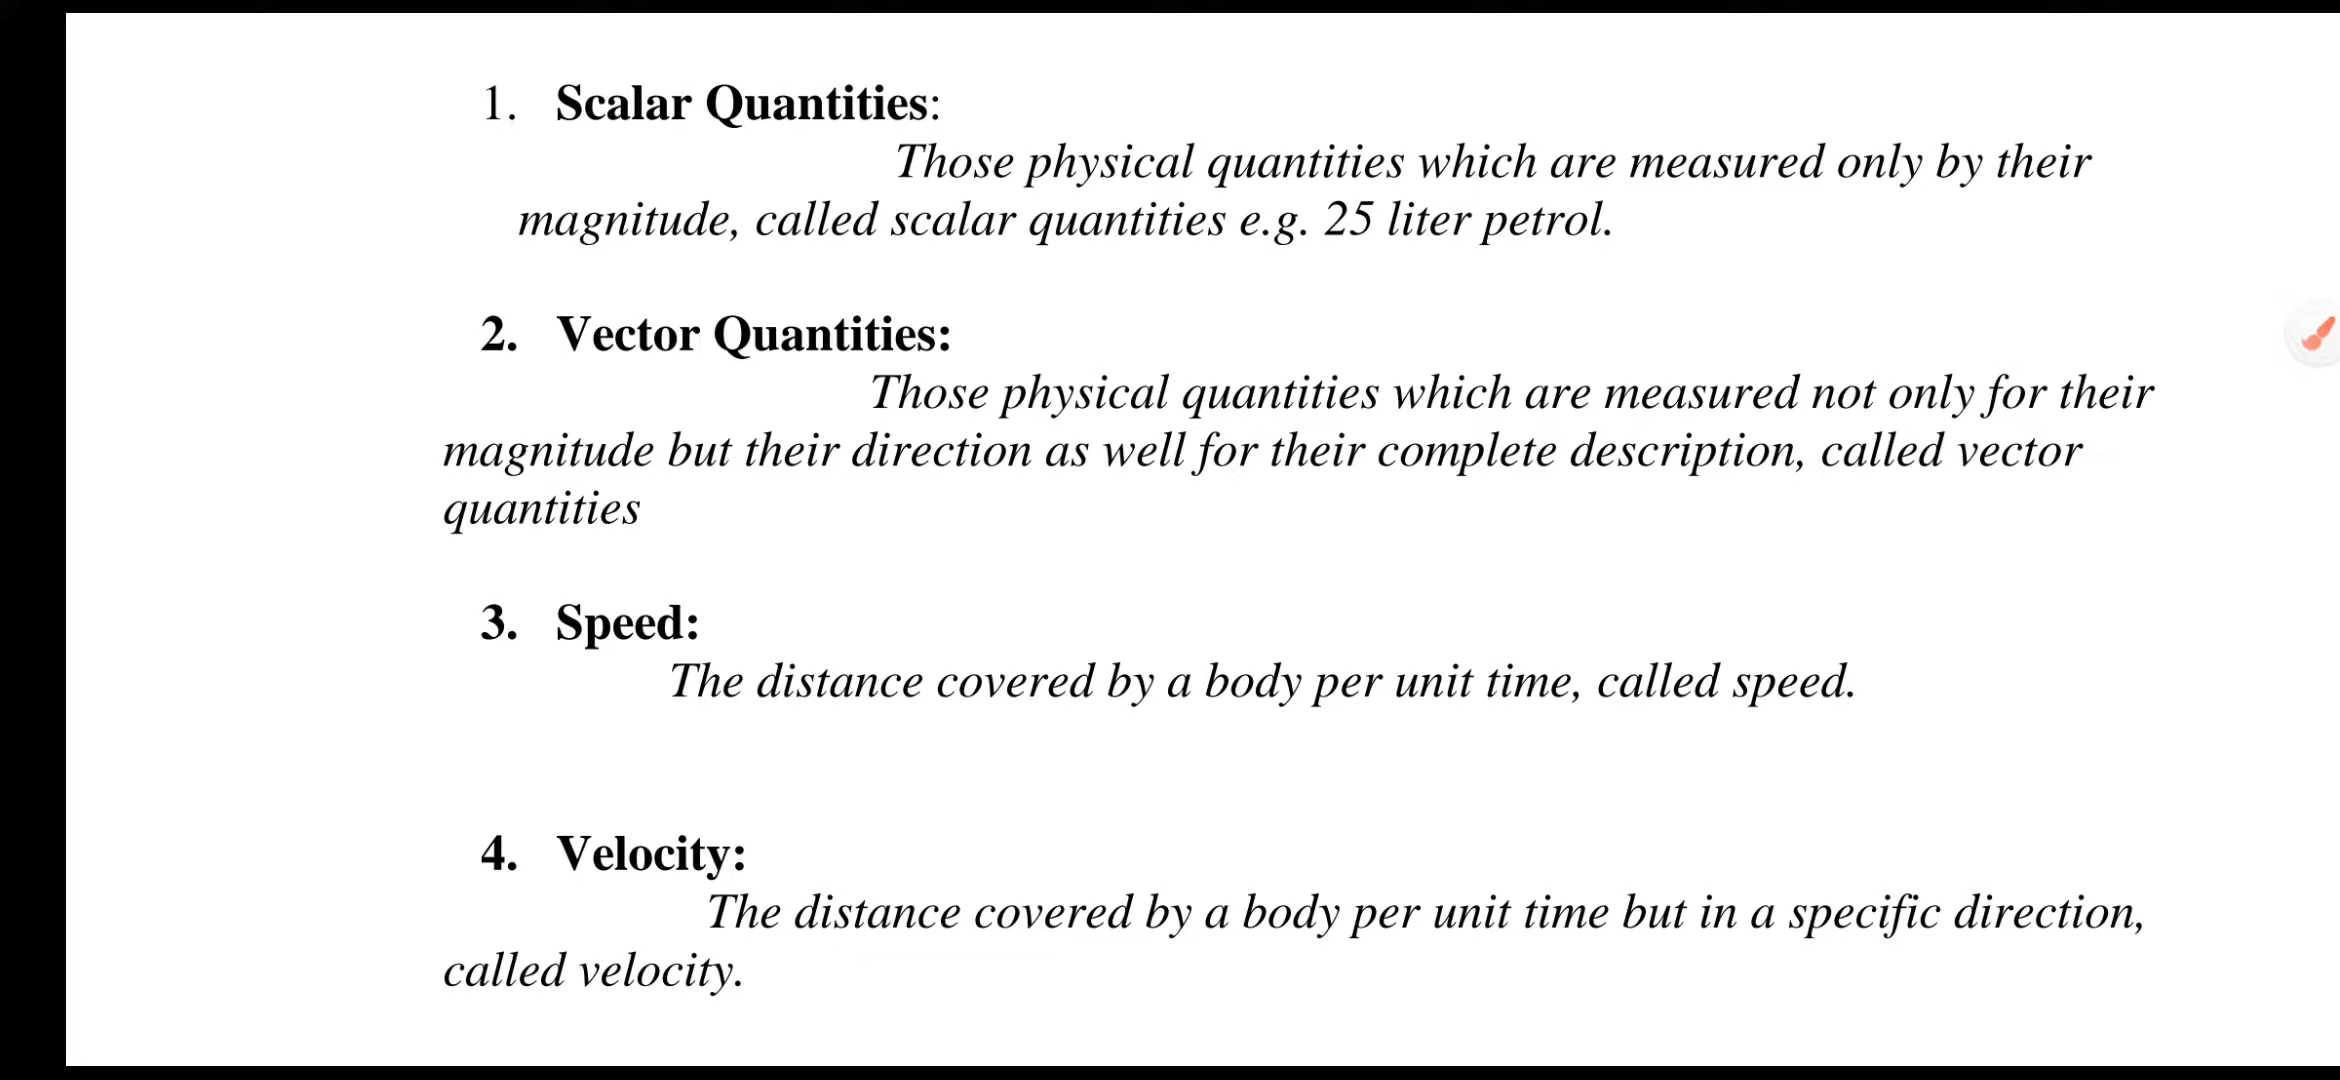 1. Scalar Quantities:
Those physical quantities which are measured only by their
magnitude, called scalar quantities e.g. 25 liter petrol.
2. Vector Quantities:
Those physical quantities which are measured not only for their
magnitude but their direction as well for their complete description, called vector
quantities
3. Speed:
The distance covered by a body per unit time, called speed.
4. Velocity:
The distance covered by a body per unit time but in a specific direction,
called velocity.